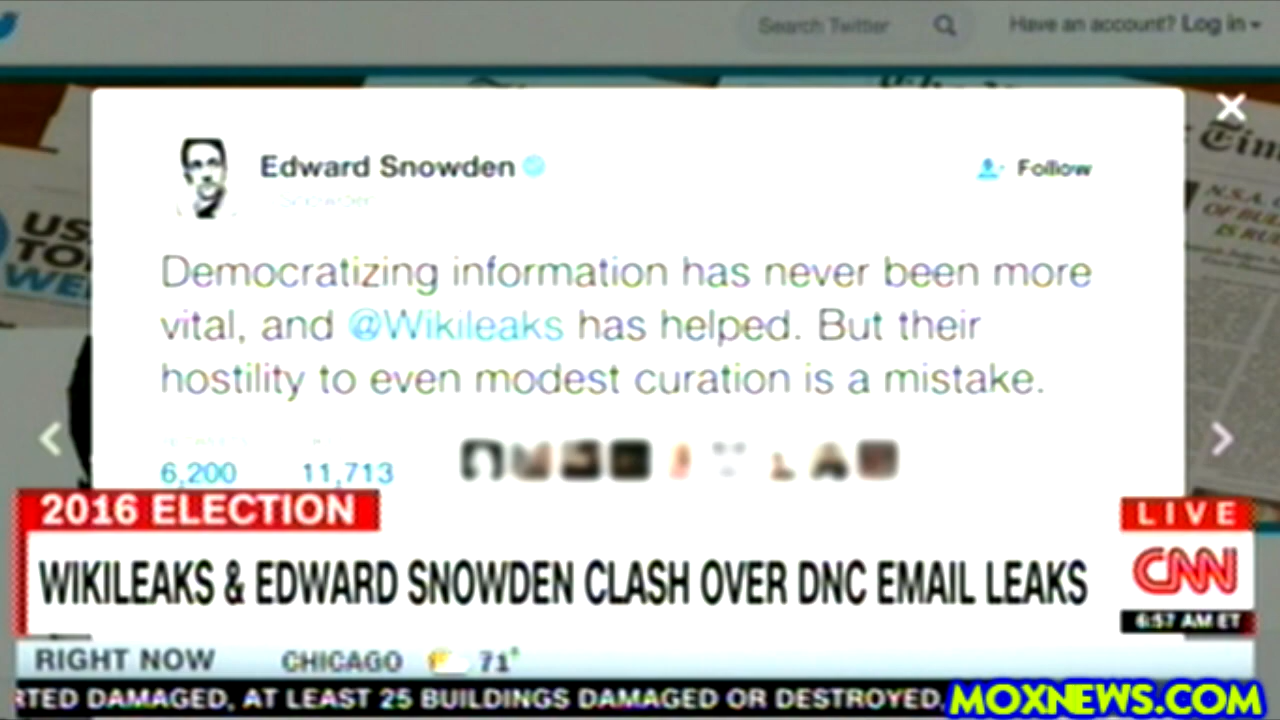 Search Twitter
Have an account? Log in
Edward Snowden
Follow
Democratizing information has never been more
vital, and @Wikileaks has helped. But their
hostility to even modest curation is a mistake.
6,200 11,713
2016 ELECTION
LIVE
WIKILEAKS & EDWARD SNOWDEN CLASH OVER DNC EMAIL LEAKS
CNN
6:57 AM ET
RIGHT NOW CHICAGO 71°
RTED DAMAGED, AT LEAST 25 BUILDINGS DAMAGED OR DESTROYED.
MOXNEWS.COM